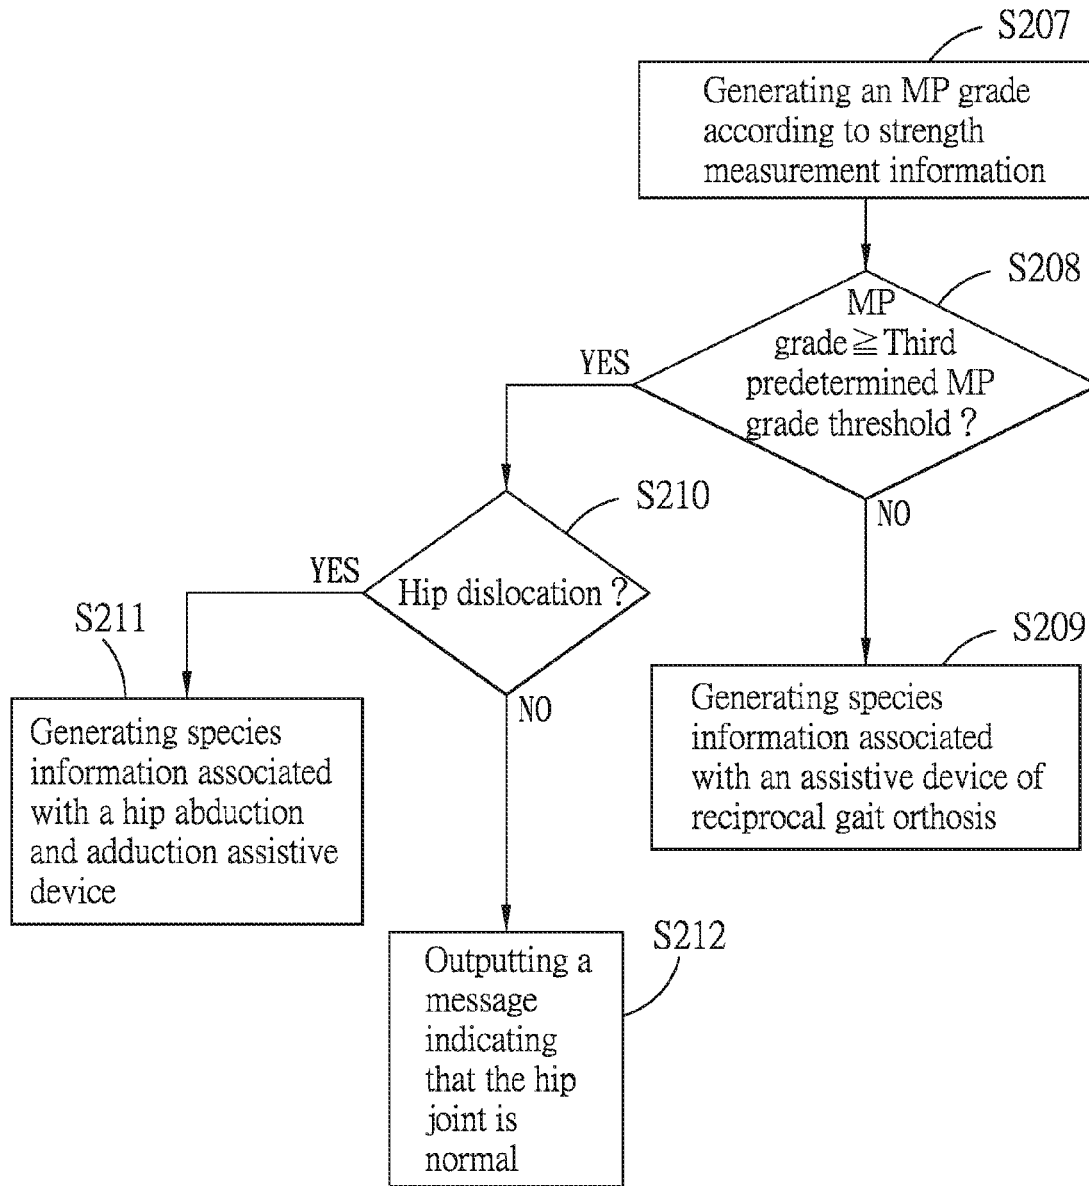 S207
Generating an MP grade
according to strength
measurement information
S208
MP
grade≧Third
predetermined MP
grade threshold?
YES
NO
S210
Hip dislocation?
YES
NO
S209
Generating species
information associated
with an assistive device of
reciprocal gait orthosis
S211
Generating species
information associated
with a hip abduction
and adduction assistive
device
S212
Outputting a
message
indicating
that the hip
joint is
normal